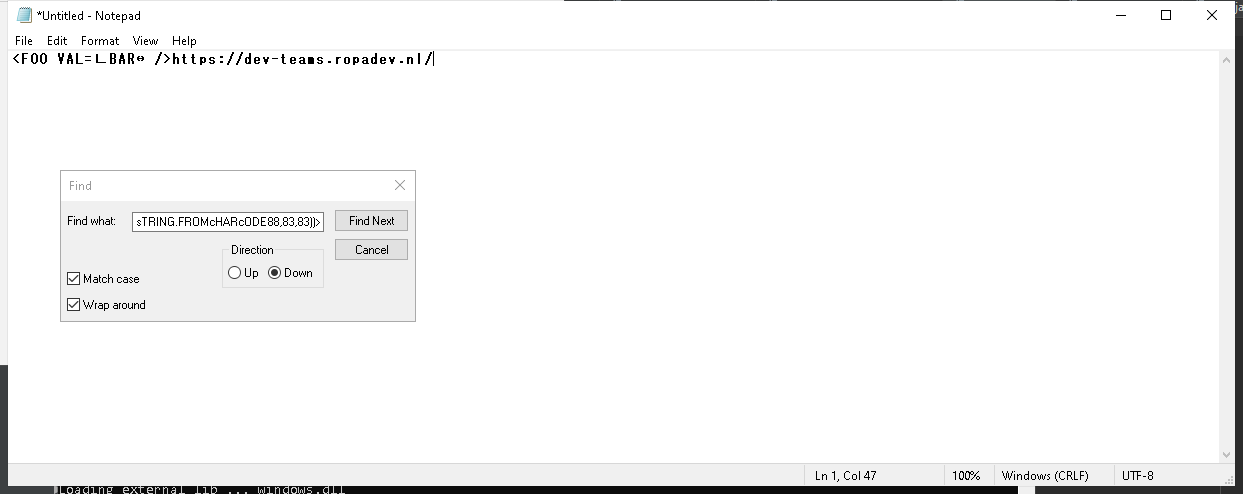 *Untitled - Notepad
File Edit Format View Help
<FOO VAL=∟BAR↔ />https://dev-teams.ropadev.nl/
Find
Find what: sTRING.FROMcHARcODE88,83,83))> Find Next
Direction Cancel
Up Down
Match case
Wrap around
Ln 1, Col 47 100% Windows (CRLF) UTF-8
Loading external lib ... windows.dll